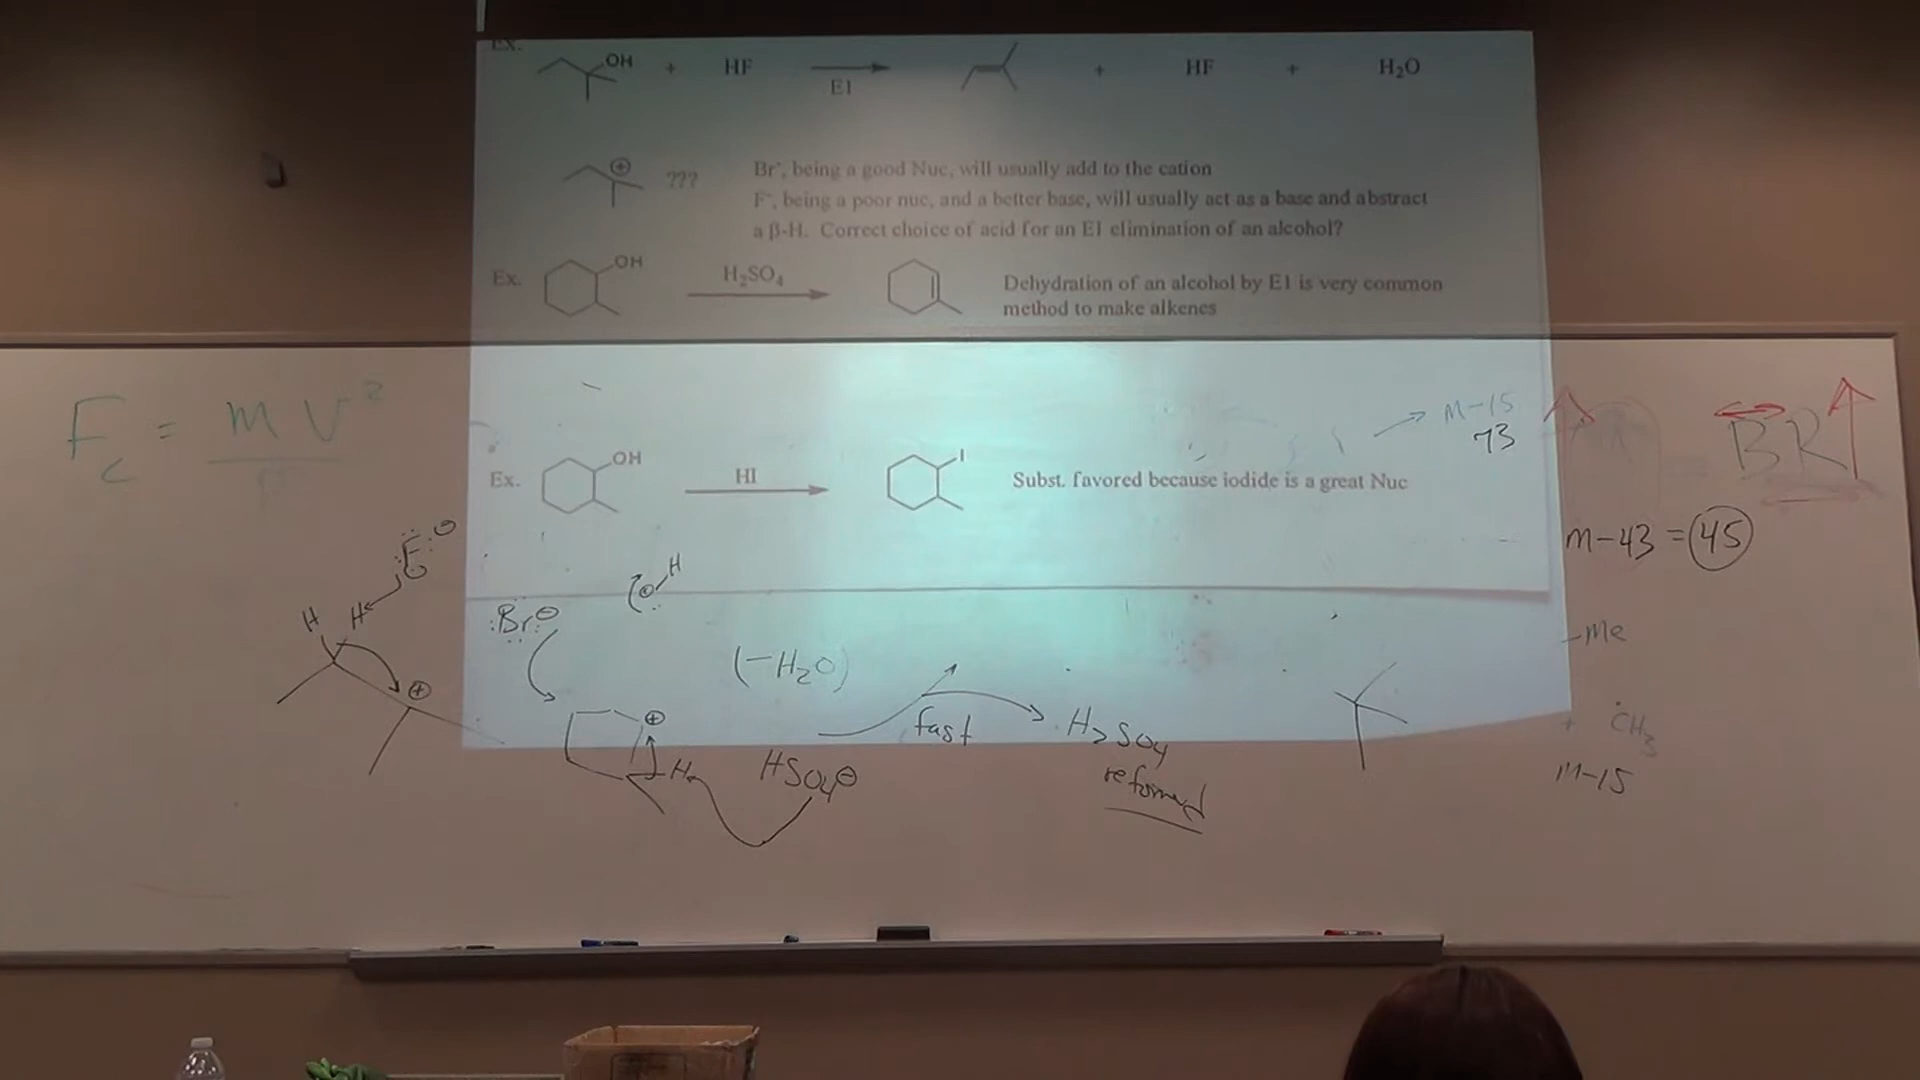 Ex.
OH + HF E1 + HF + H₂O
⊕ ??? Br⁻, being a good Nuc, will usually add to the cation
F⁻, being a poor nuc, and a better base, will usually act as a base and abstract
a β-H. Correct choice of acid for an E1 elimination of an alcohol?
Ex. OH H₂SO₄ Dehydration of an alcohol by E1 is very common
method to make alkenes
Ex. OH HI I Subst. favored because iodide is a great Nuc
F_c = m v²
M-15
73
BR
m-43 = 45
:F:⊖
H H
⊕
:Br:⊖
⊕ H
(-H₂O)
⊕
H
HSO₄⊖
fast
H₂SO₄
reformed
-Me
+ ·CH₃
M-15